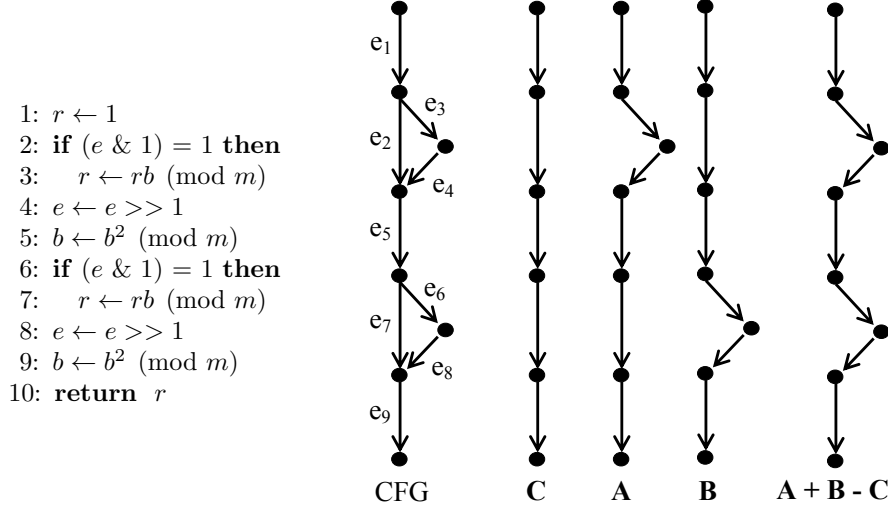 1: r ← 1
2: if (e & 1) = 1 then
3: r ← rb (mod m)
4: e ← e >> 1
5: b ← b² (mod m)
6: if (e & 1) = 1 then
7: r ← rb (mod m)
8: e ← e >> 1
9: b ← b² (mod m)
10: return r
e₁
e₃
e₂
e₄
e₅
e₆
e₇
e₈
e₉
CFG
C
A
B
A + B - C